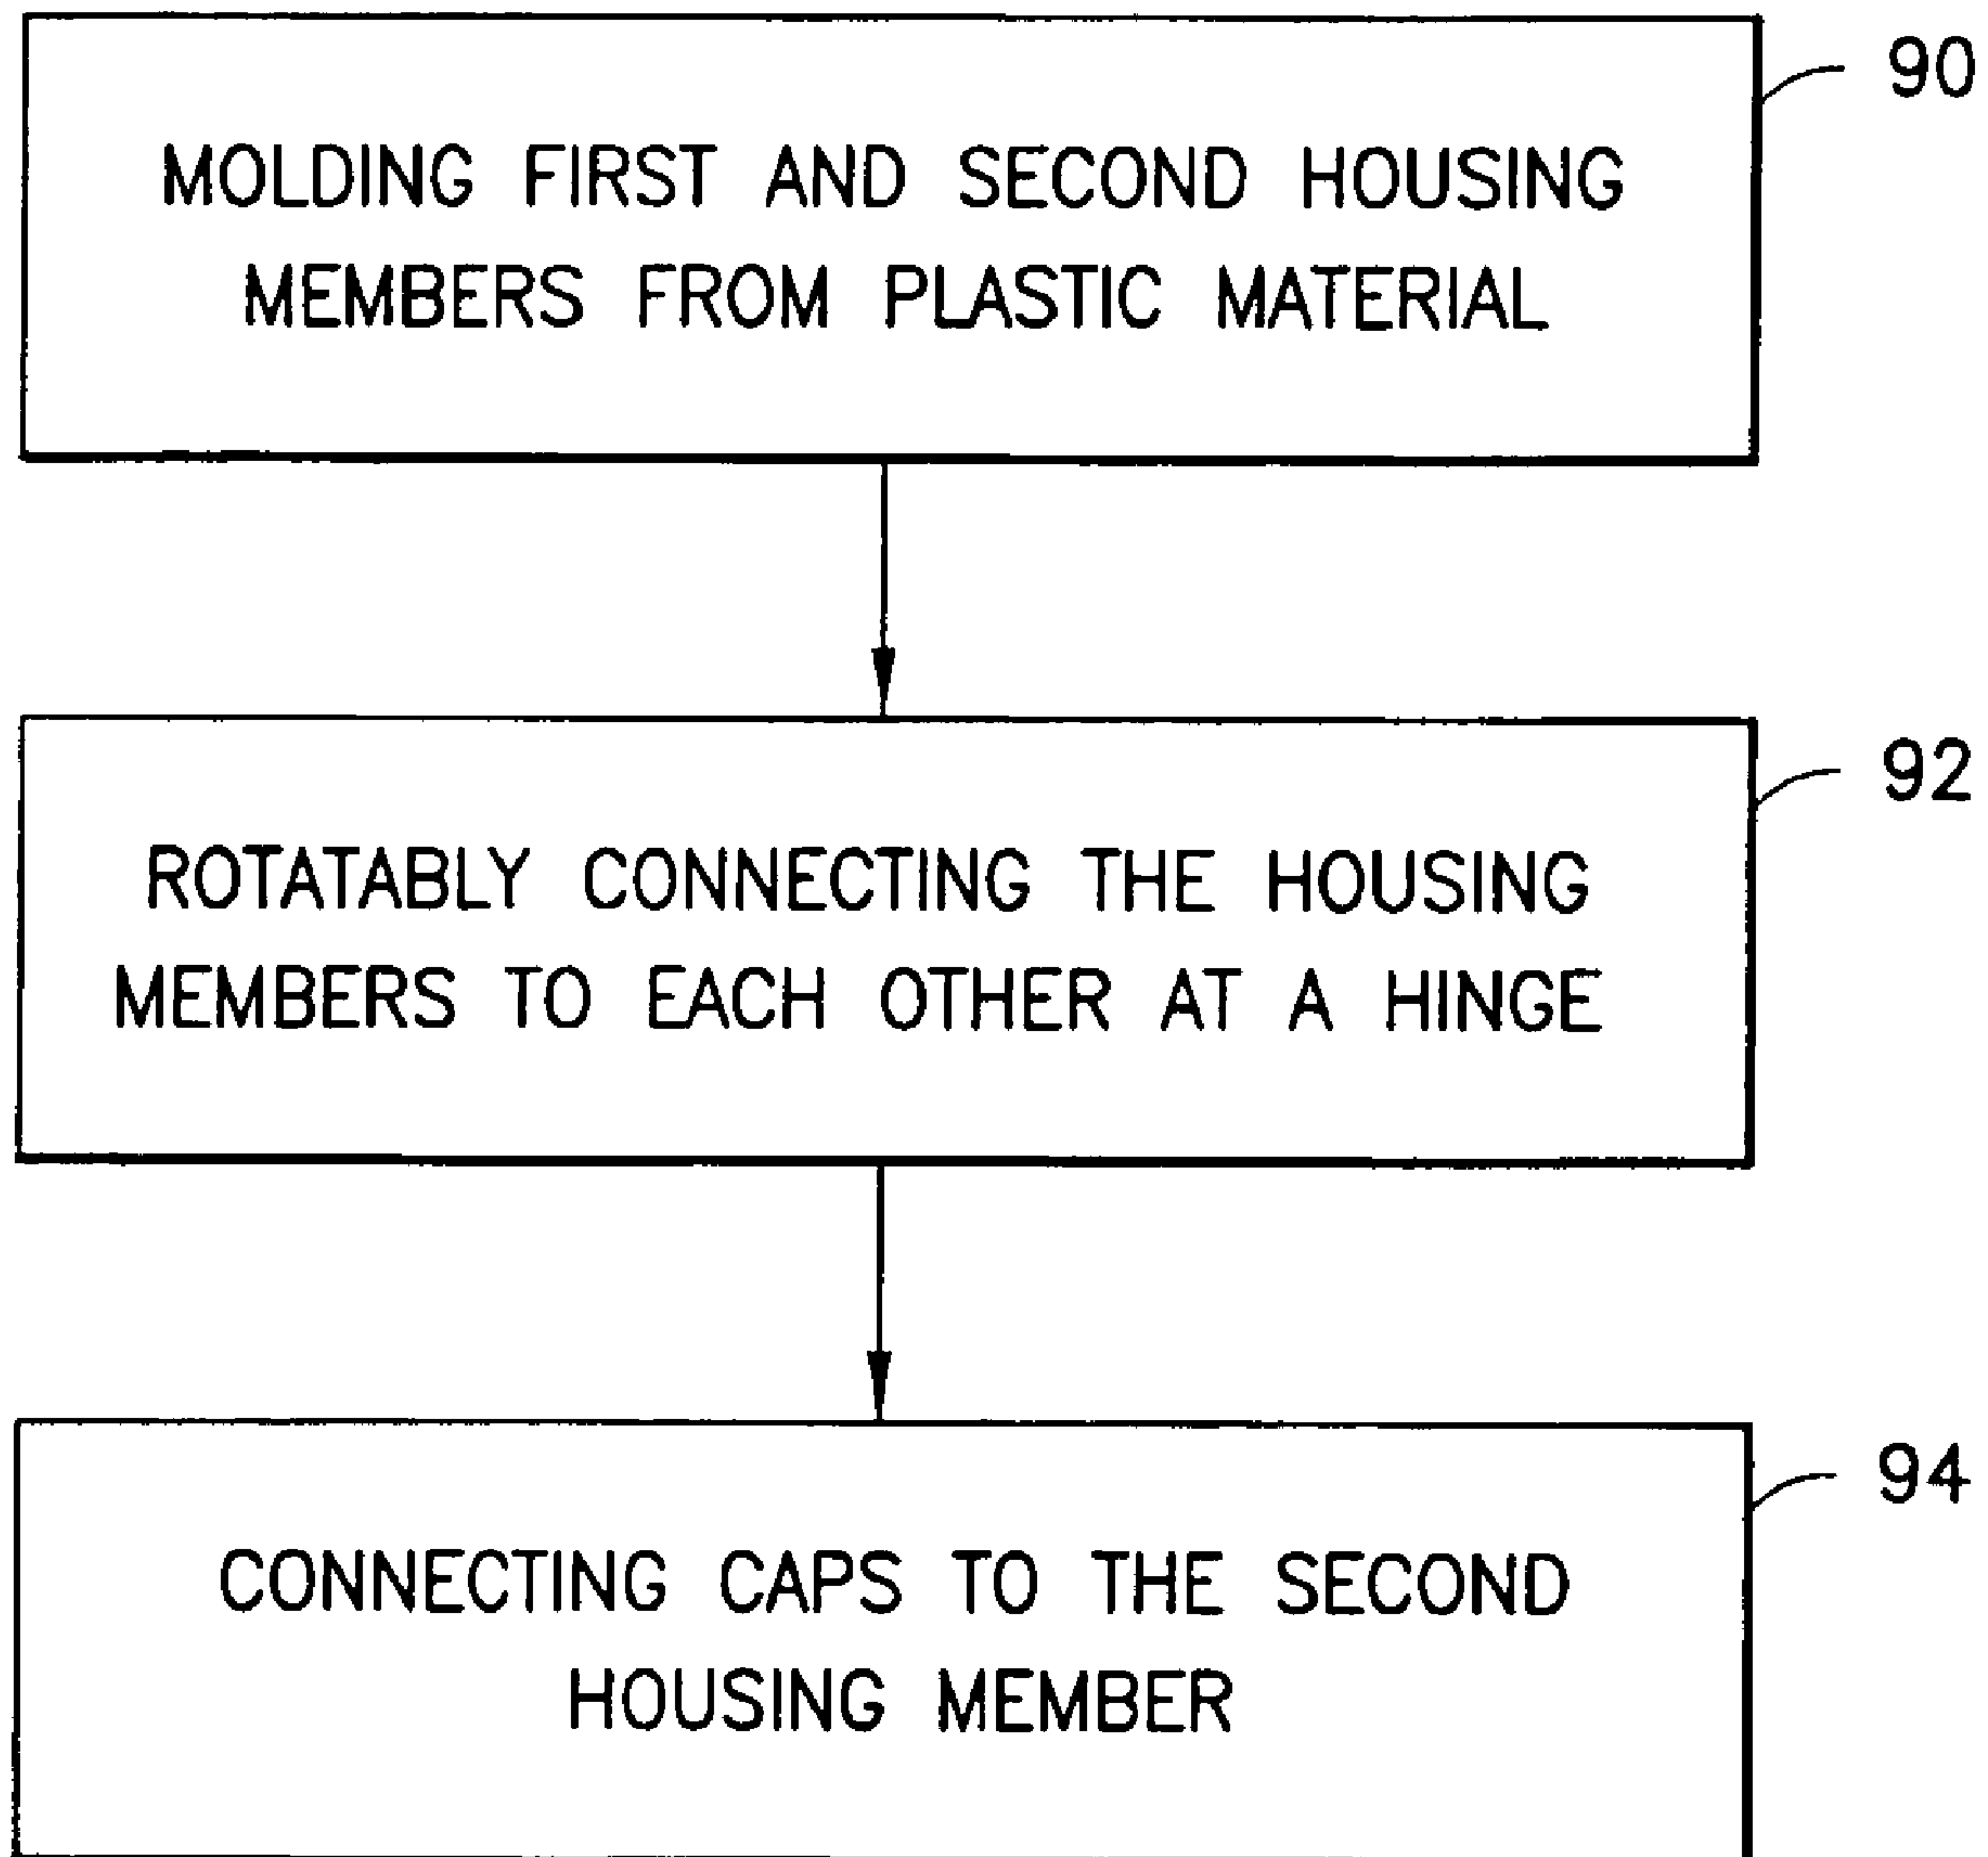 90
MOLDING FIRST AND SECOND HOUSING
MEMBERS FROM PLASTIC MATERIAL
92
ROTATABLY CONNECTING THE HOUSING
MEMBERS TO EACH OTHER AT A HINGE
94
CONNECTING CAPS TO THE SECOND
HOUSING MEMBER